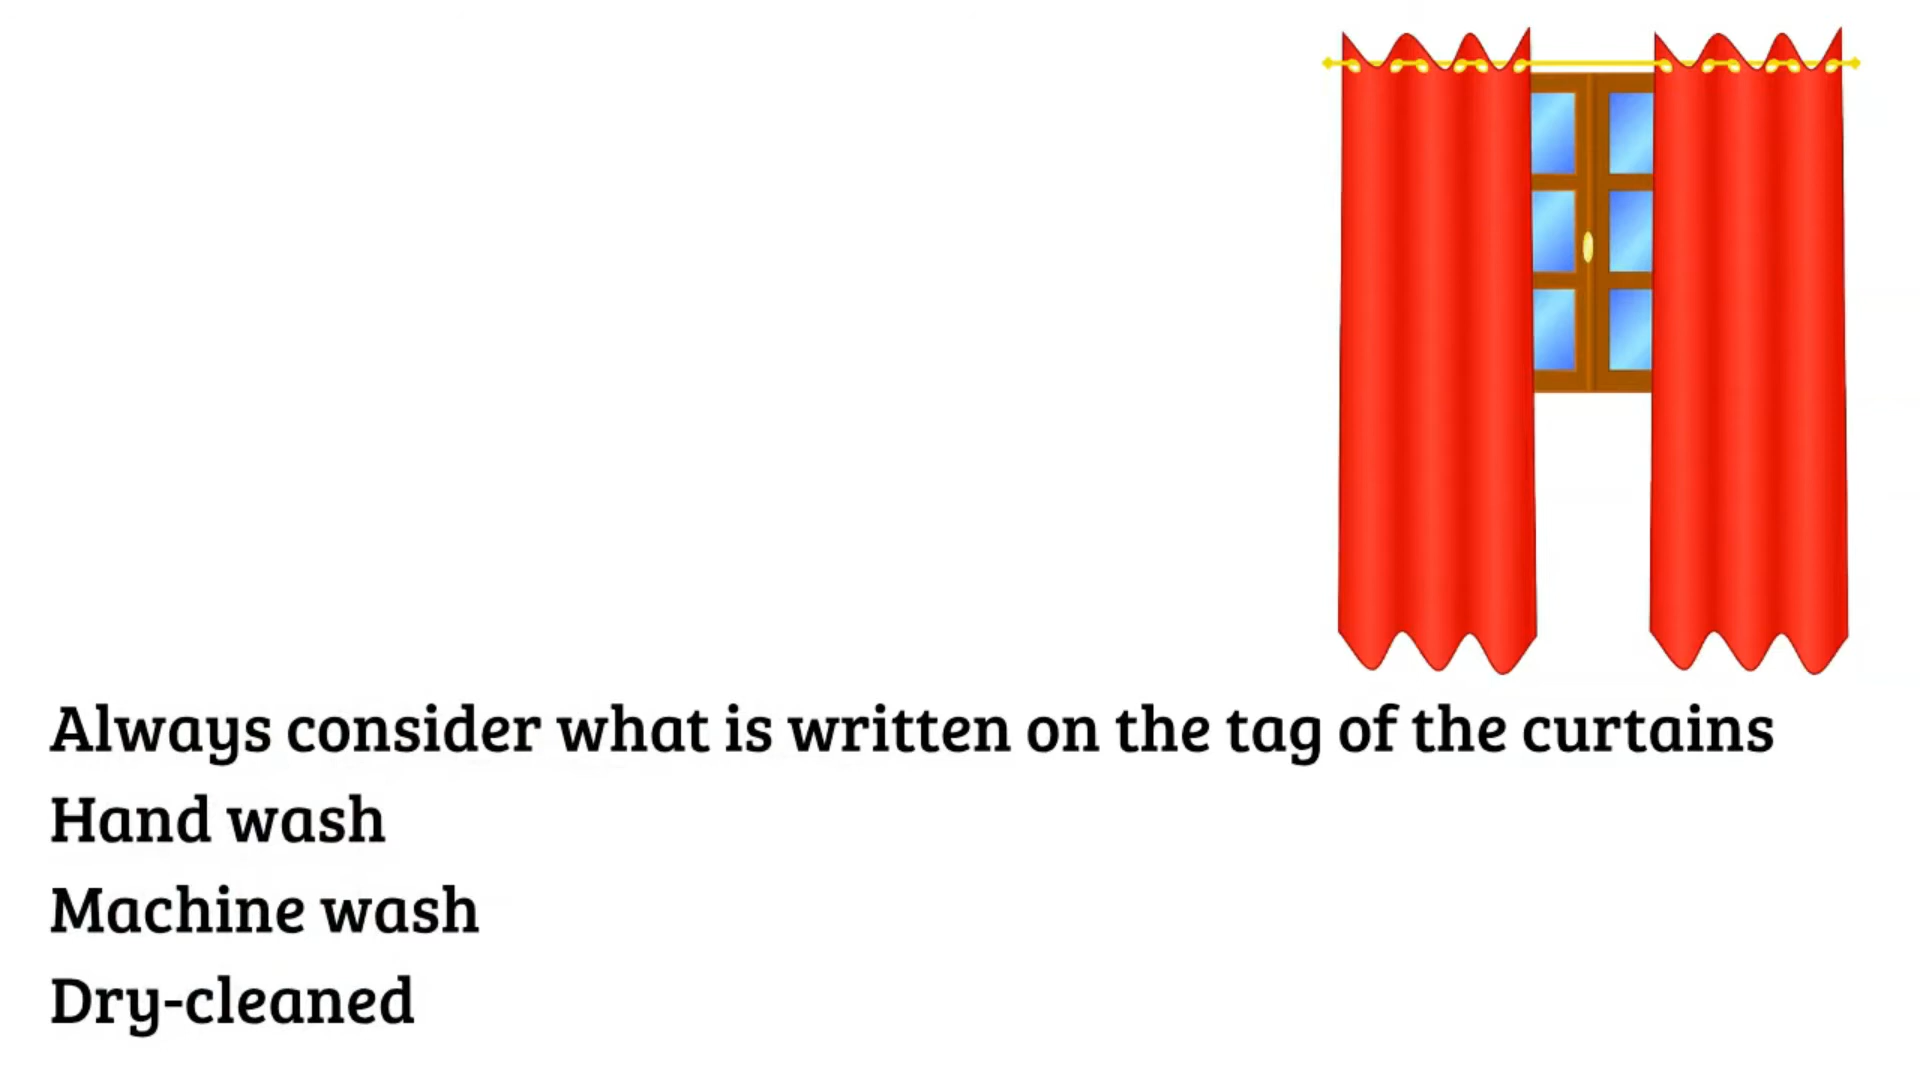 Always consider what is written on the tag of the curtains
Hand wash
Machine wash
Dry-cleaned